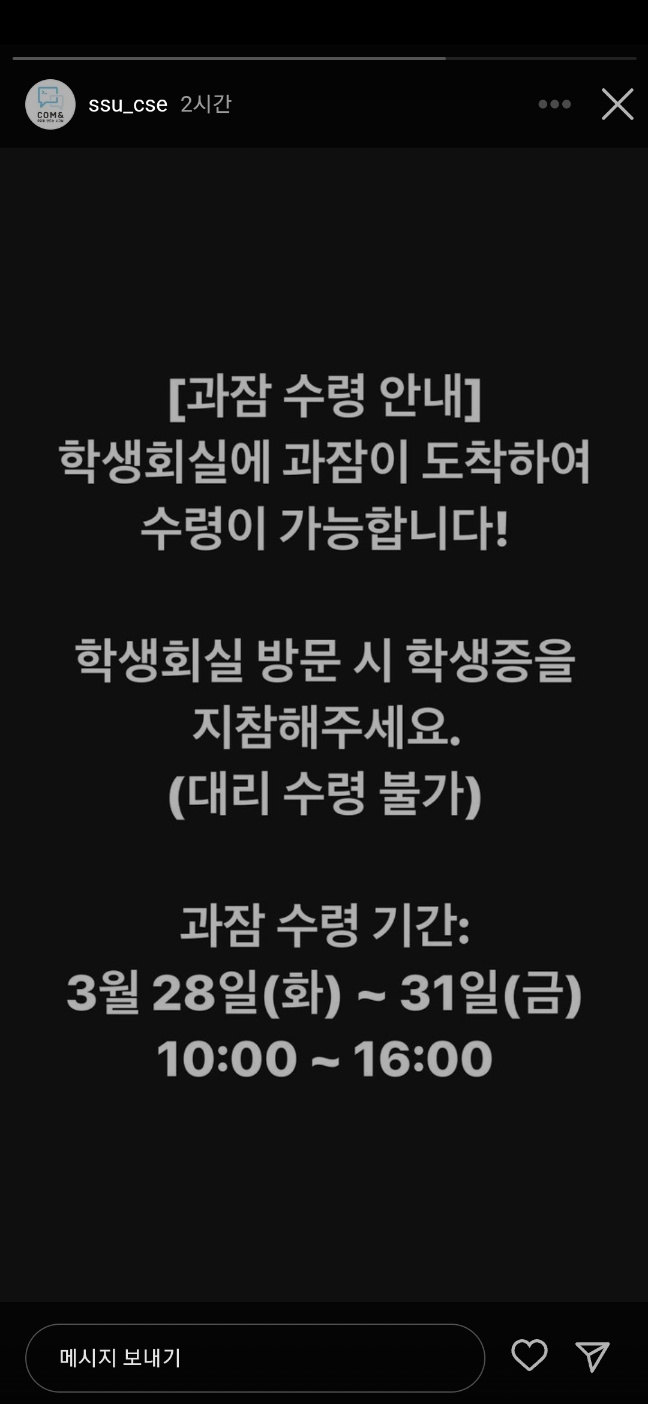 ssu_cse 2시간
COM&
[과잠 수령 안내]
학생회실에 과잠이 도착하여
수령이 가능합니다!
학생회실 방문 시 학생증을
지참해주세요.
(대리 수령 불가)
과잠 수령 기간:
3월 28일(화) ~ 31일(금)
10:00 ~ 16:00
메시지 보내기